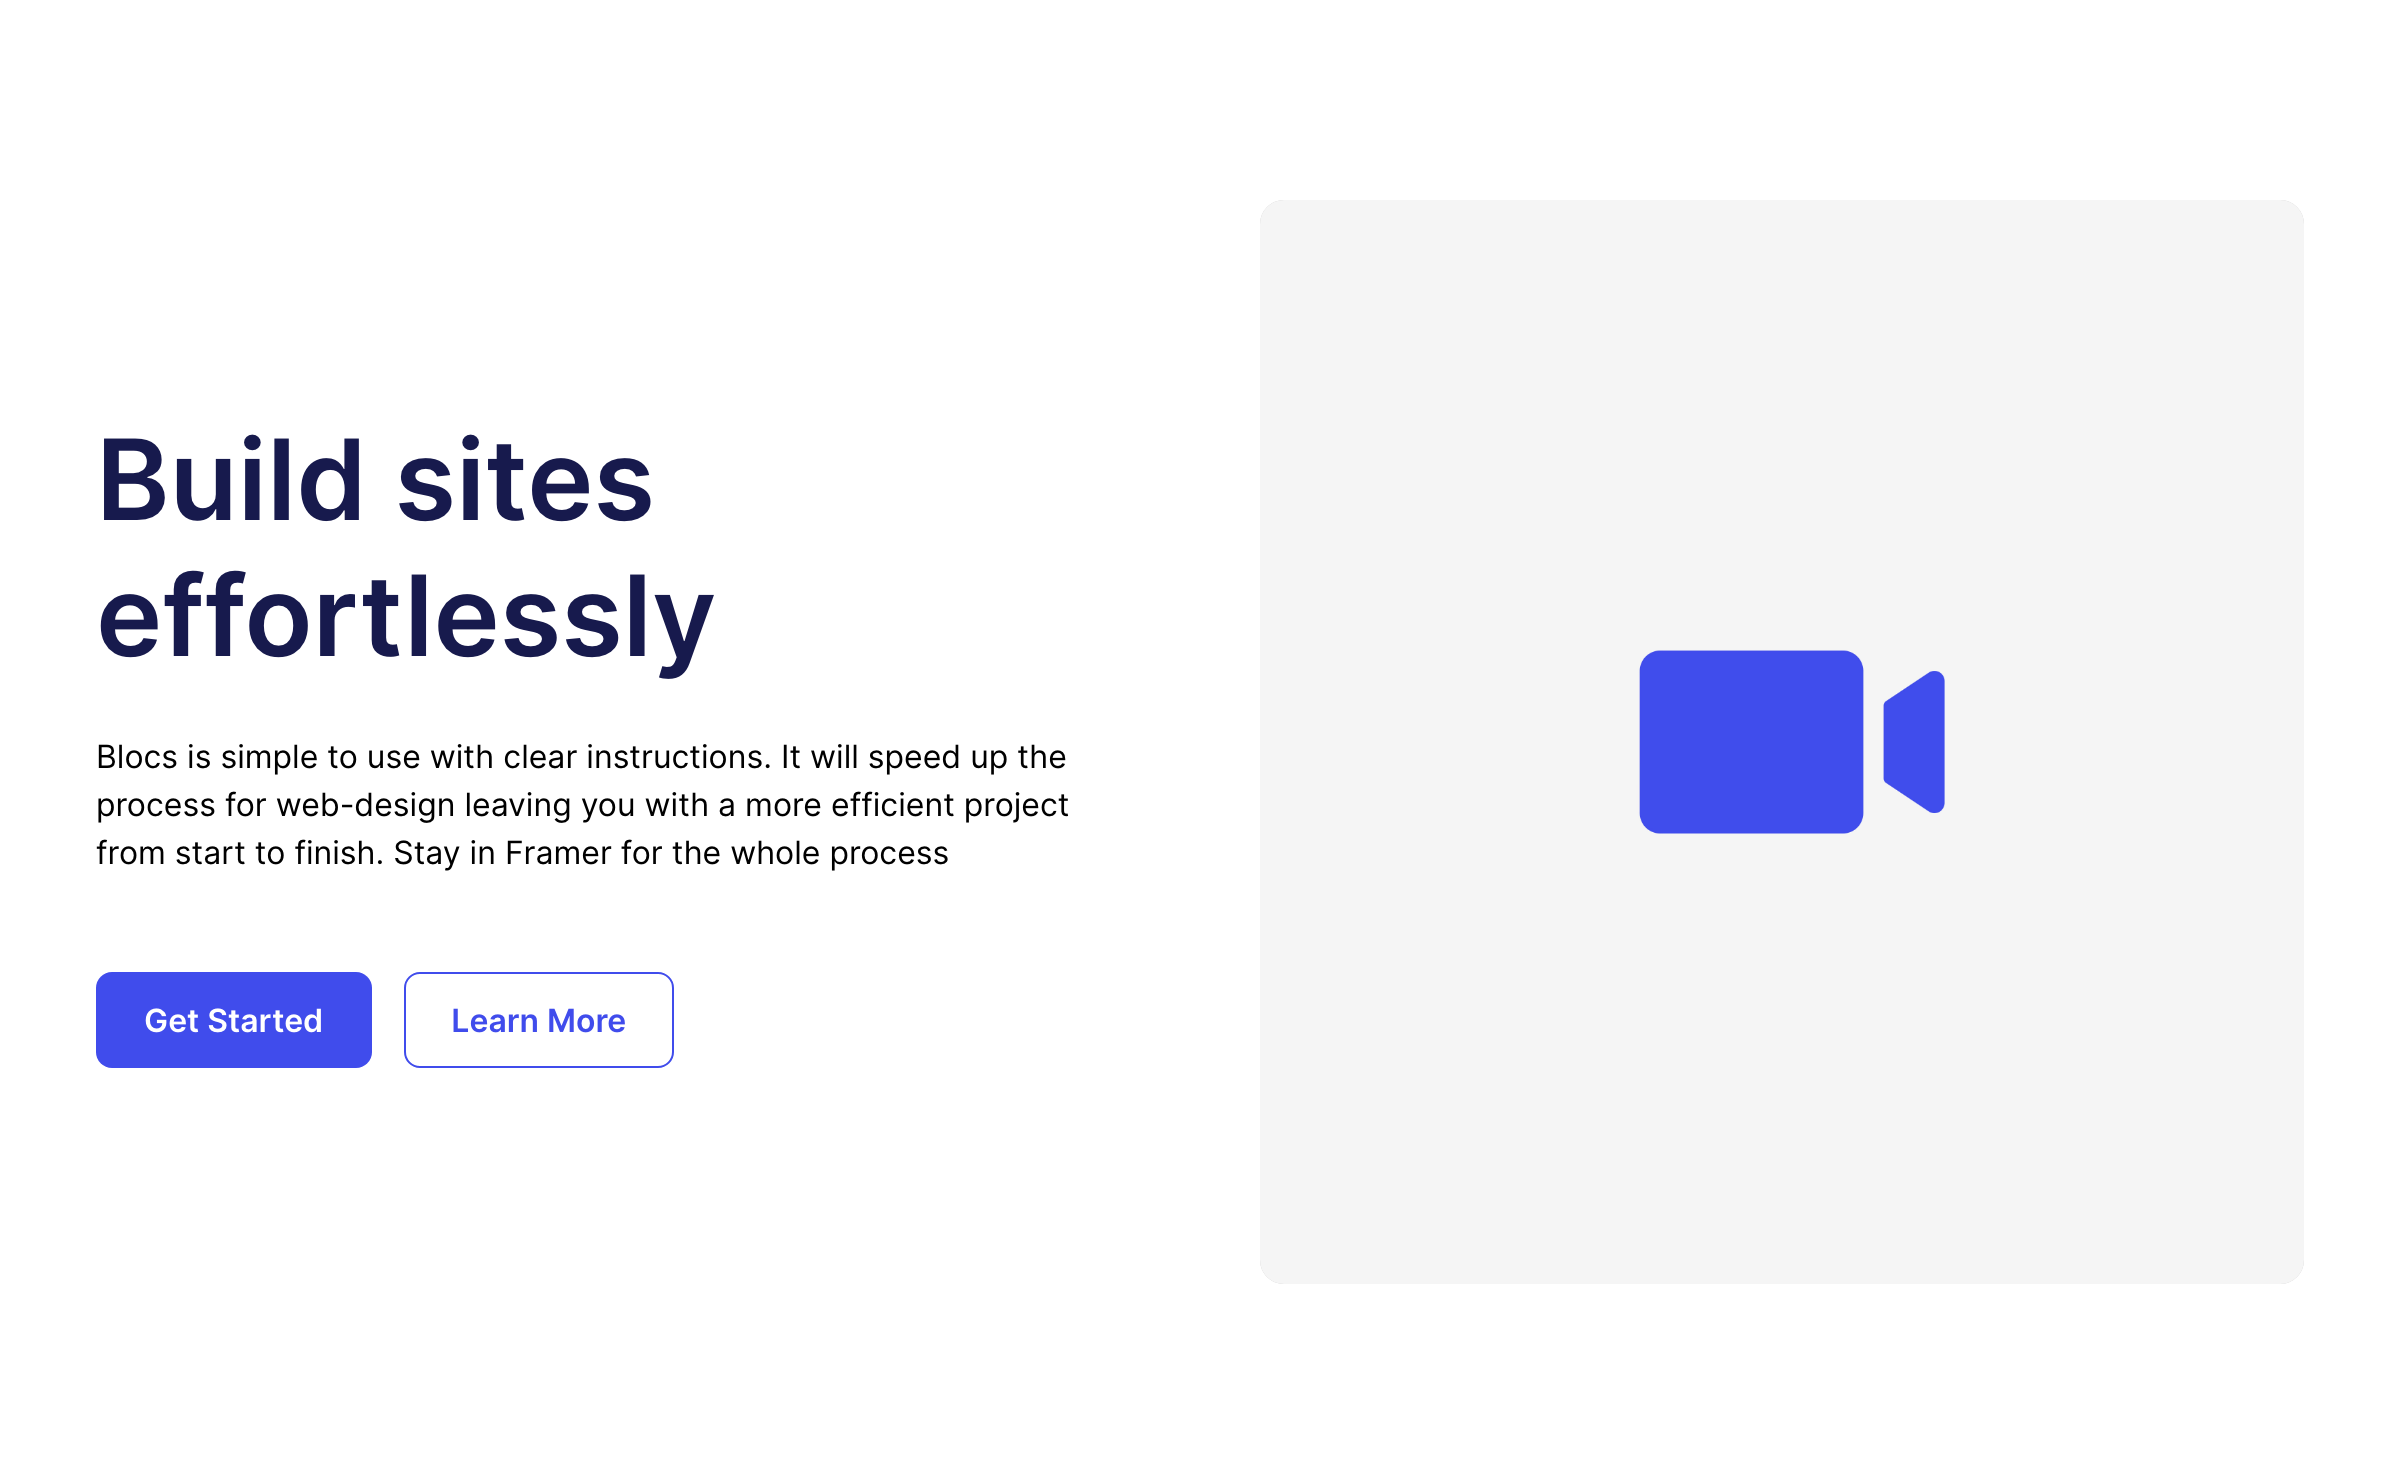 Build sites
effortlessly
Blocs is simple to use with clear instructions. It will speed up the
process for web-design leaving you with a more efficient project
from start to finish. Stay in Framer for the whole process
Get Started
Learn More